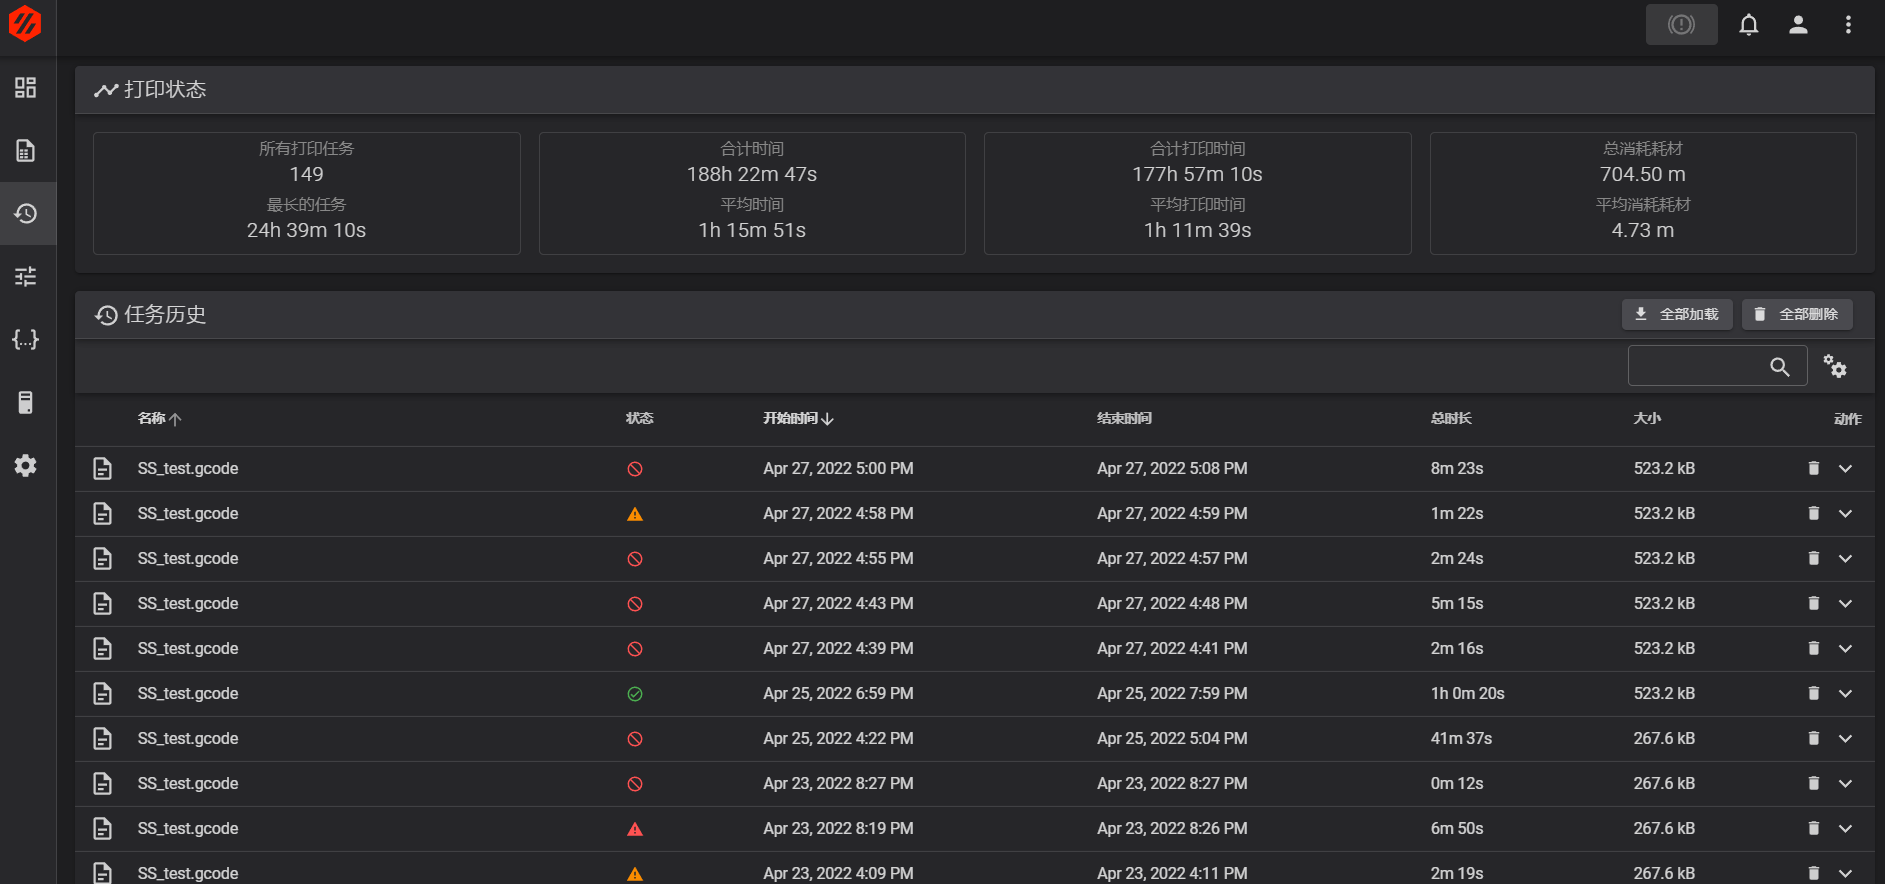 打印状态
所有打印任务
149
最长的任务
24h 39m 10s
合计时间
188h 22m 47s
平均时间
1h 15m 51s
合计打印时间
177h 57m 10s
平均打印时间
1h 11m 39s
总消耗耗材
704.50 m
平均消耗耗材
4.73 m
任务历史 全部加载 全部删除
名称 状态 开始时间 结束时间 总时长 大小 动作
SS_test.gcode Apr 27, 2022 5:00 PM Apr 27, 2022 5:08 PM 8m 23s 523.2 kB
SS_test.gcode Apr 27, 2022 4:58 PM Apr 27, 2022 4:59 PM 1m 22s 523.2 kB
SS_test.gcode Apr 27, 2022 4:55 PM Apr 27, 2022 4:57 PM 2m 24s 523.2 kB
SS_test.gcode Apr 27, 2022 4:43 PM Apr 27, 2022 4:48 PM 5m 15s 523.2 kB
SS_test.gcode Apr 27, 2022 4:39 PM Apr 27, 2022 4:41 PM 2m 16s 523.2 kB
SS_test.gcode Apr 25, 2022 6:59 PM Apr 25, 2022 7:59 PM 1h 0m 20s 523.2 kB
SS_test.gcode Apr 25, 2022 4:22 PM Apr 25, 2022 5:04 PM 41m 37s 267.6 kB
SS_test.gcode Apr 23, 2022 8:27 PM Apr 23, 2022 8:27 PM 0m 12s 267.6 kB
SS_test.gcode Apr 23, 2022 8:19 PM Apr 23, 2022 8:26 PM 6m 50s 267.6 kB
SS_test.gcode Apr 23, 2022 4:09 PM Apr 23, 2022 4:11 PM 2m 19s 267.6 kB